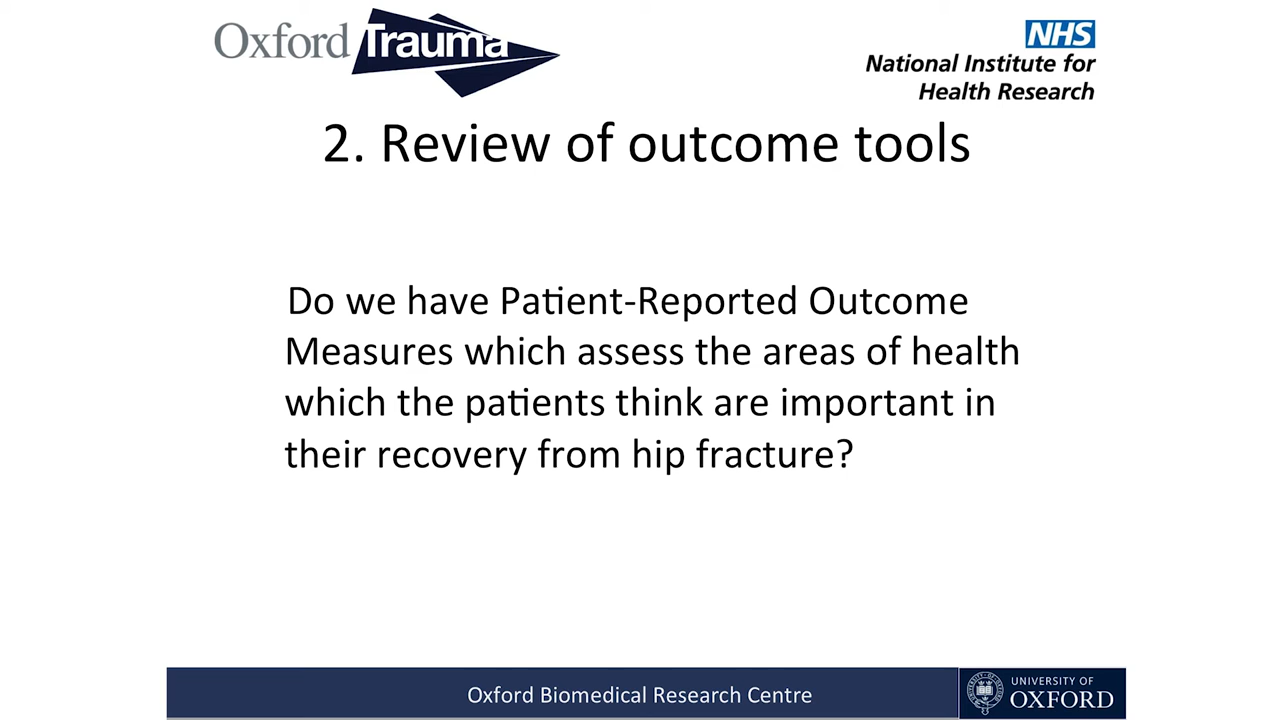 Oxford Trauma
NHS
National Institute for
Health Research
2. Review of outcome tools
Do we have Patient-Reported Outcome
Measures which assess the areas of health
which the patients think are important in
their recovery from hip fracture?
Oxford Biomedical Research Centre
UNIVERSITY OF
OXFORD